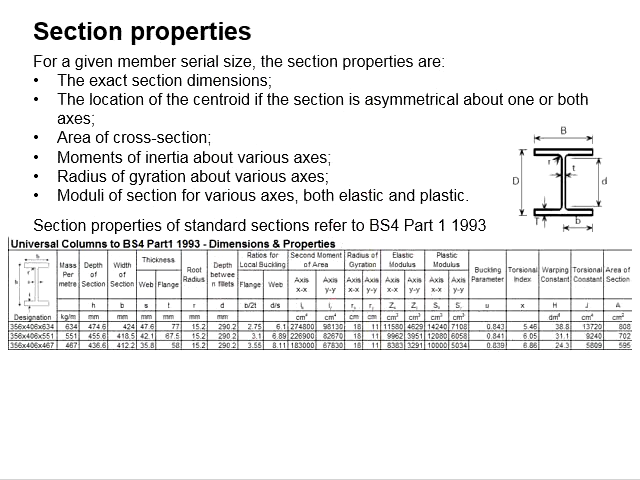 Section properties
For a given member serial size, the section properties are:
• The exact section dimensions;
• The location of the centroid if the section is asymmetrical about one or both
axes;
• Area of cross-section;
• Moments of inertia about various axes;
• Radius of gyration about various axes;
• Moduli of section for various axes, both elastic and plastic.
B
D
r
t
d
T
b
Section properties of standard sections refer to BS4 Part 1 1993
Universal Columns to BS4 Part1 1993 - Dimensions & Properties
Mass Per metre Depth of Section Width of Section Thickness Root Radius Depth betwee n fillets Ratios for Local Buckling Second Moment of Area Radius of Gyration Elastic Modulus Plastic Modulus Buckling Parameter Torsional Index Warping Constant Torsional Constant Area of Section
Web Flange Flange Web Axis x-x Axis y-y Axis x-x Axis y-y Axis x-x Axis y-y Axis x-x Axis y-y
h b s t r d b/2t d/s u x H J A
Designation kg/m mm mm mm mm mm mm cm⁴ cm⁴ cm cm cm³ cm³ cm³ cm³ dm⁶ cm⁴ cm²
356x406x634 634 474.6 424 47.6 77 15.2 290.2 2.75 6.1 274800 98130 18 11 11580 4629 14240 7108 0.843 5.46 38.8 13720 808
356x406x551 551 455.6 418.5 42.1 67.5 15.2 290.2 3.1 6.89 226900 82670 18 11 9962 3951 12080 6058 0.841 6.05 31.1 9240 702
356x406x467 467 436.6 412.2 35.8 58 15.2 290.2 3.55 8.11 183000 67830 18 11 8383 3291 10000 5034 0.839 6.86 24.3 5809 595